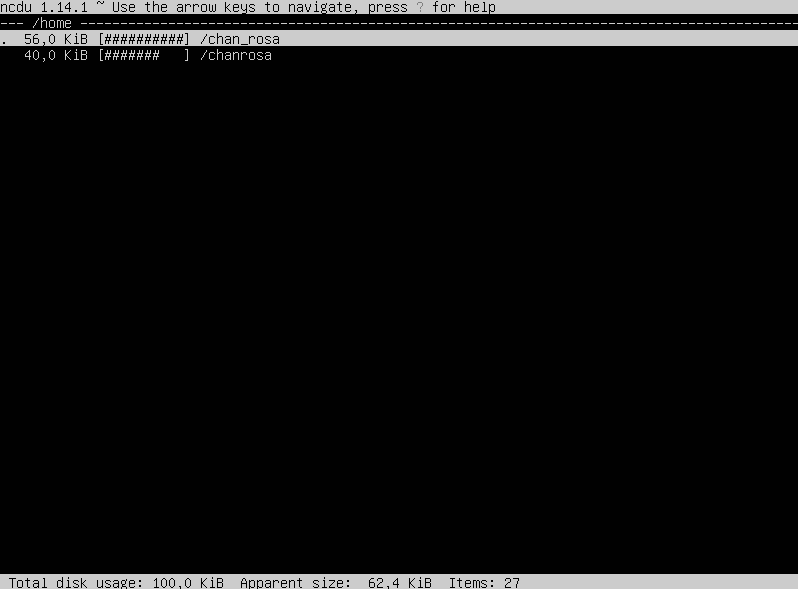 ncdu 1.14.1 ~ Use the arrow keys to navigate, press ? for help
--- /home ------------------------------------------------------------------------------------------
.  56,0 KiB [##########] /chan_rosa
   40,0 KiB [#######   ] /chanrosa
Total disk usage: 100,0 KiB  Apparent size:  62,4 KiB  Items: 27